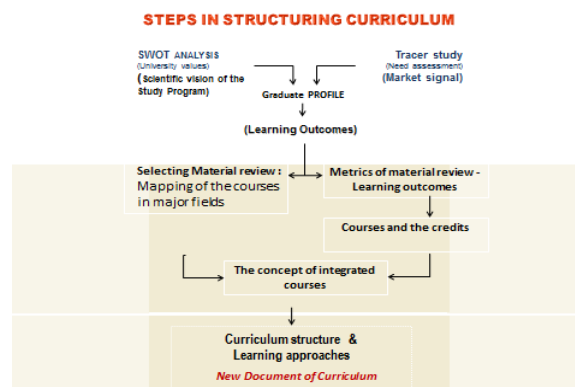 STEPS IN STRUCTURING CURRICULUM
SWOT ANALYSIS
(University values)
(Scientific vision of the
Study Program)
Tracer study
(Need assessment)
(Market signal)
Graduate PROFILE
(Learning Outcomes)
Selecting Material review :
Mapping of the courses
in major fields
Metrics of material review -
Learning outcomes
Courses and the credits
The concept of integrated
courses
Curriculum structure &
Learning approaches
New Document of Curriculum